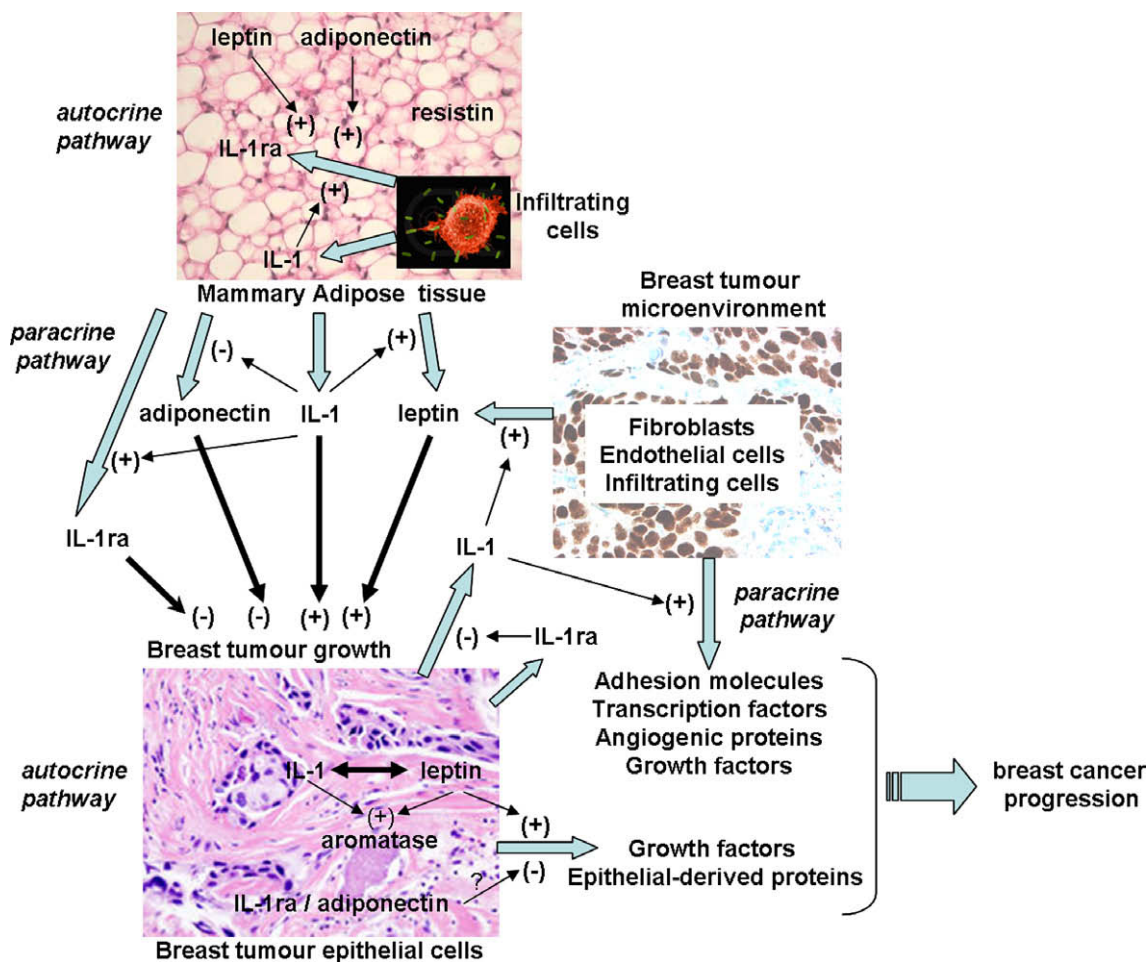 leptin adiponectin
autocrine
pathway
resistin
(+) (+)
IL-1ra
(+)
Infiltrating
cells
IL-1
Mammary Adipose tissue
Breast tumour
microenvironment
paracrine
pathway
(-) (+)
adiponectin IL-1 leptin
(+)
(+)
Fibroblasts
Endothelial cells
Infiltrating cells
IL-1ra
IL-1
(-) (-) (+) (+)
(+)
paracrine
pathway
(-) IL-1ra
Breast tumour growth
Adhesion molecules
Transcription factors
Angiogenic proteins
Growth factors
autocrine
pathway
IL-1 leptin
(+) (+)
aromatase
breast cancer
progression
Growth factors
Epithelial-derived proteins
? (-)
IL-1ra / adiponectin
Breast tumour epithelial cells